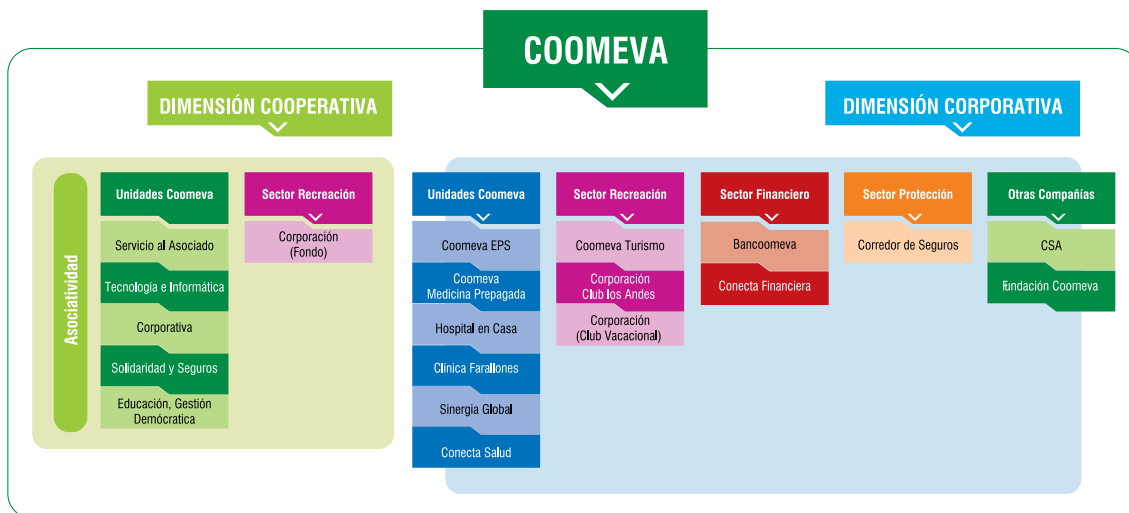 COOMEVA
DIMENSIÓN COOPERATIVA
DIMENSIÓN CORPORATIVA
Asociatividad
Unidades Coomeva
Servicio al Asociado
Tecnología e Informática
Corporativa
Solidaridad y Seguros
Educación, Gestión
Demócratica
Sector Recreación
Corporación
(Fondo)
Unidades Coomeva
Coomeva EPS
Coomeva
Medicina Prepagada
Hospital en Casa
Clínica Farallones
Sinergia Global
Conecta Salud
Sector Recreación
Coomeva Turismo
Corporación
Club los Andes
Corporación
(Club Vacacional)
Sector Financiero
Bancoomeva
Conecta Financiera
Sector Protección
Corredor de Seguros
Otras Compañías
CSA
Fundación Coomeva